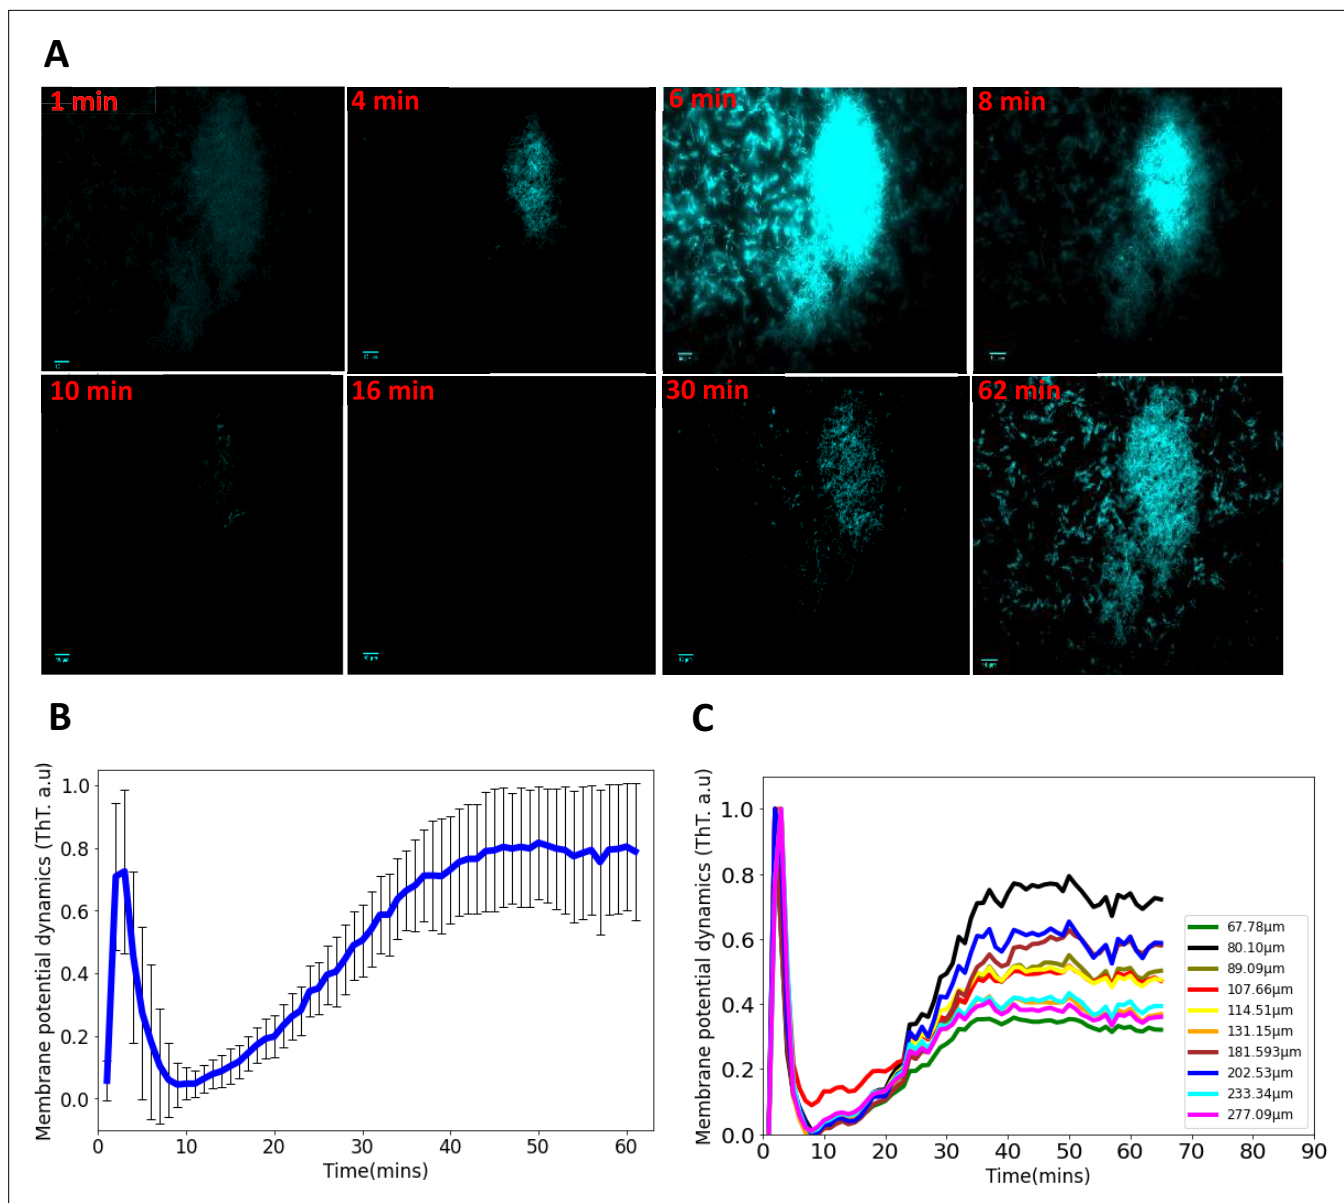 A
1 min
4 min
6 min
8 min
10 min
16 min
30 min
62 min
B
Membrane potential dynamics (ThT. a.u)
1.0
0.8
0.6
0.4
0.2
0.0
0 10 20 30 40 50 60
Time(mins)
C
Membrane potential dynamics (ThT. a.u)
1.0
0.8
0.6
0.4
0.2
0.0
0 10 20 30 40 50 60 70 80 90
Time(mins)
67.78μm
80.10μm
89.09μm
107.66μm
114.51μm
131.15μm
181.593μm
202.53μm
233.34μm
277.09μm